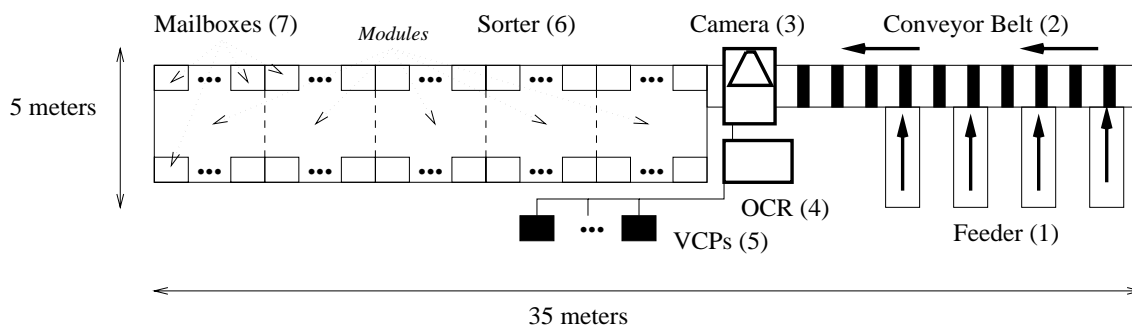 Mailboxes (7)
Modules
Sorter (6)
Camera (3)
Conveyor Belt (2)
5 meters
OCR (4)
VCPs (5)
Feeder (1)
35 meters